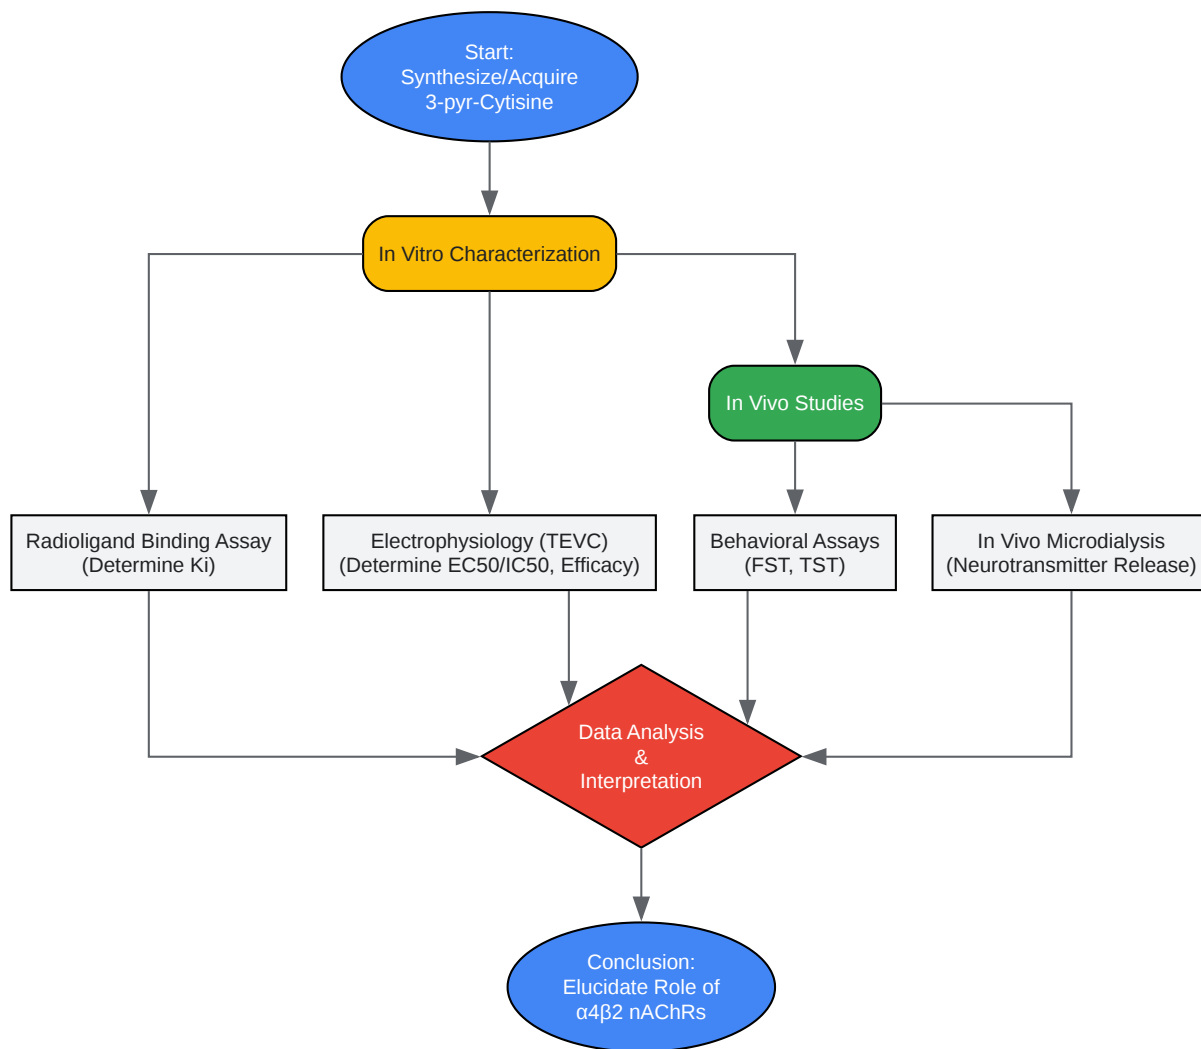 Start:
Synthesize/Acquire
3-pyr-Cytisine
In Vitro Characterization
In Vivo Studies
Radioligand Binding Assay
(Determine Ki)
Electrophysiology (TEVC)
(Determine EC50/IC50, Efficacy)
Behavioral Assays
(FST, TST)
In Vivo Microdialysis
(Neurotransmitter Release)
Data Analysis
&
Interpretation
Conclusion:
Elucidate Role of
α4β2 nAChRs